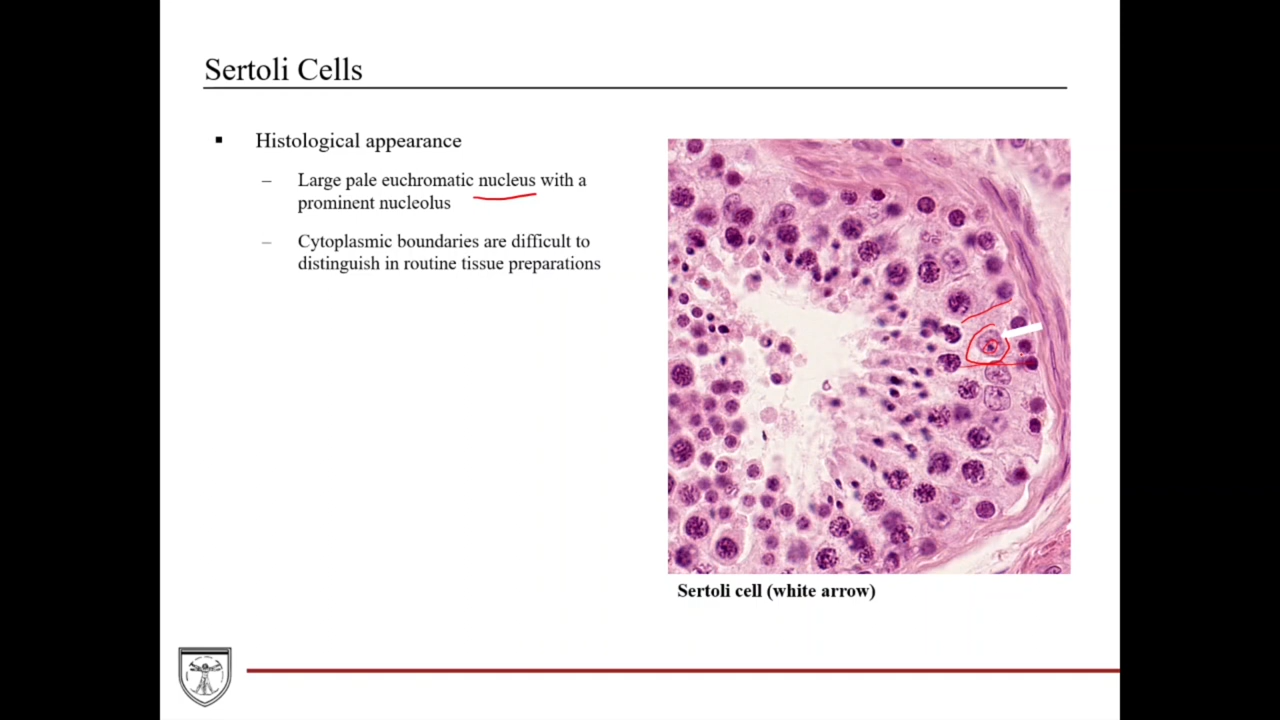 Sertoli Cells
▪ Histological appearance
– Large pale euchromatic nucleus with a
prominent nucleolus
– Cytoplasmic boundaries are difficult to
distinguish in routine tissue preparations
Sertoli cell (white arrow)